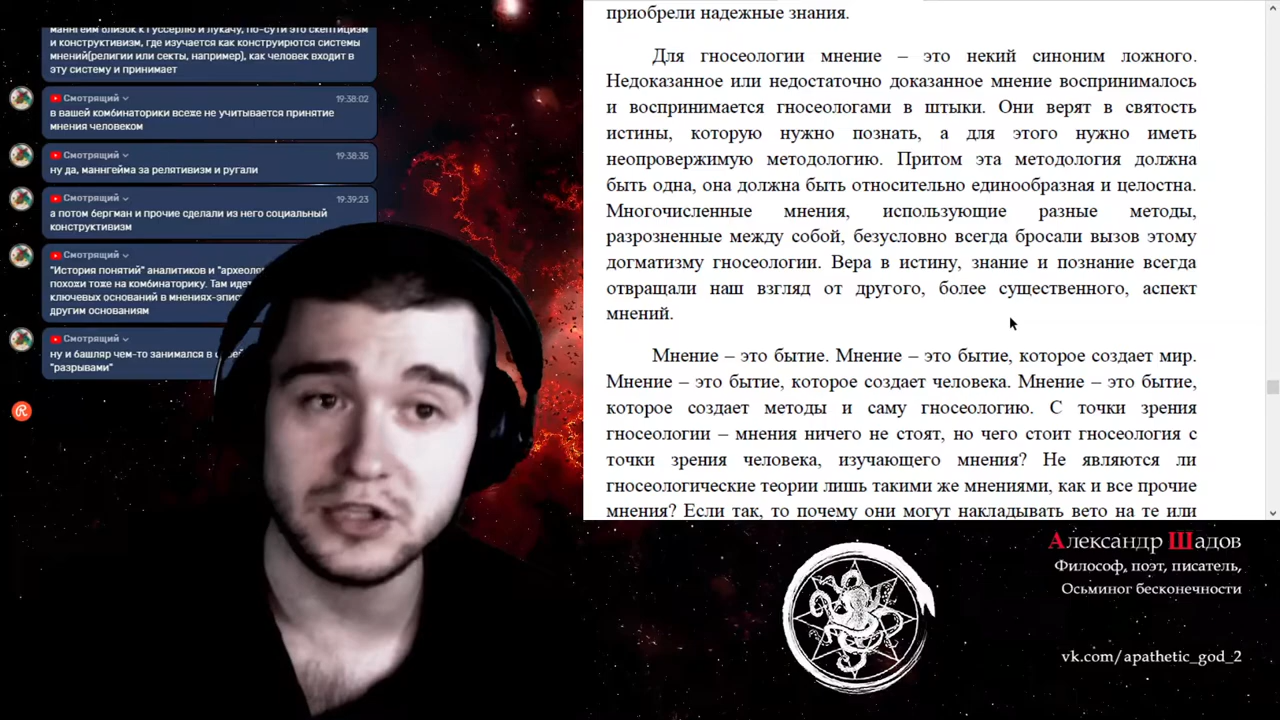 маннгейм близок к Гуссерлю и лукачу, по-сути это скептицизм
и конструктивизм, где изучается как конструирются системы
мнений(религии или секты, например), как человек входит в
эту систему и принимает
Смотрящий
19:38:02
в вашей комбинаторики всеже не учитывается принятие
мнения человеком
Смотрящий
19:38:35
ну да, маннгейма за релятивизм и ругали
Смотрящий
19:39:23
а потом бергман и прочие сделали из него социальный
конструктивизм
Смотрящий
"История понятий" аналитиков и
похожи тоже на комбинаторику. Там
ключевых оснований в
другим основаниям
Смотрящий
ну и башляр чем-то занимался в
"разрывами"
приобрели надежные знания.
Для гносеологии мнение – это некий синоним ложного.
Недоказанное или недостаточно доказанное мнение воспринималось
и воспринимается гносеологами в штыки. Они верят в святость
истины, которую нужно познать, а для этого нужно иметь
неопровержимую методологию. Притом эта методология должна
быть одна, она должна быть относительно единообразная и целостна.
Многочисленные мнения, использующие разные методы,
разрозненные между собой, безусловно всегда бросали вызов этому
догматизму гносеологии. Вера в истину, знание и познание всегда
отвращали наш взгляд от другого, более существенного, аспект
мнений.
Мнение – это бытие. Мнение – это бытие, которое создает мир.
Мнение – это бытие, которое создает человека. Мнение – это бытие,
которое создает методы и саму гносеологию. С точки зрения
гносеологии – мнения ничего не стоят, но чего стоит гносеология с
точки зрения человека, изучающего мнения? Не являются ли
гносеологические теории лишь такими же мнениями, как и все прочие
мнения? Если так, то почему они могут накладывать вето на те или
Александр Шадов
Философ, поэт, писатель,
Осьминог бесконечности
vk.com/apathetic_god_2